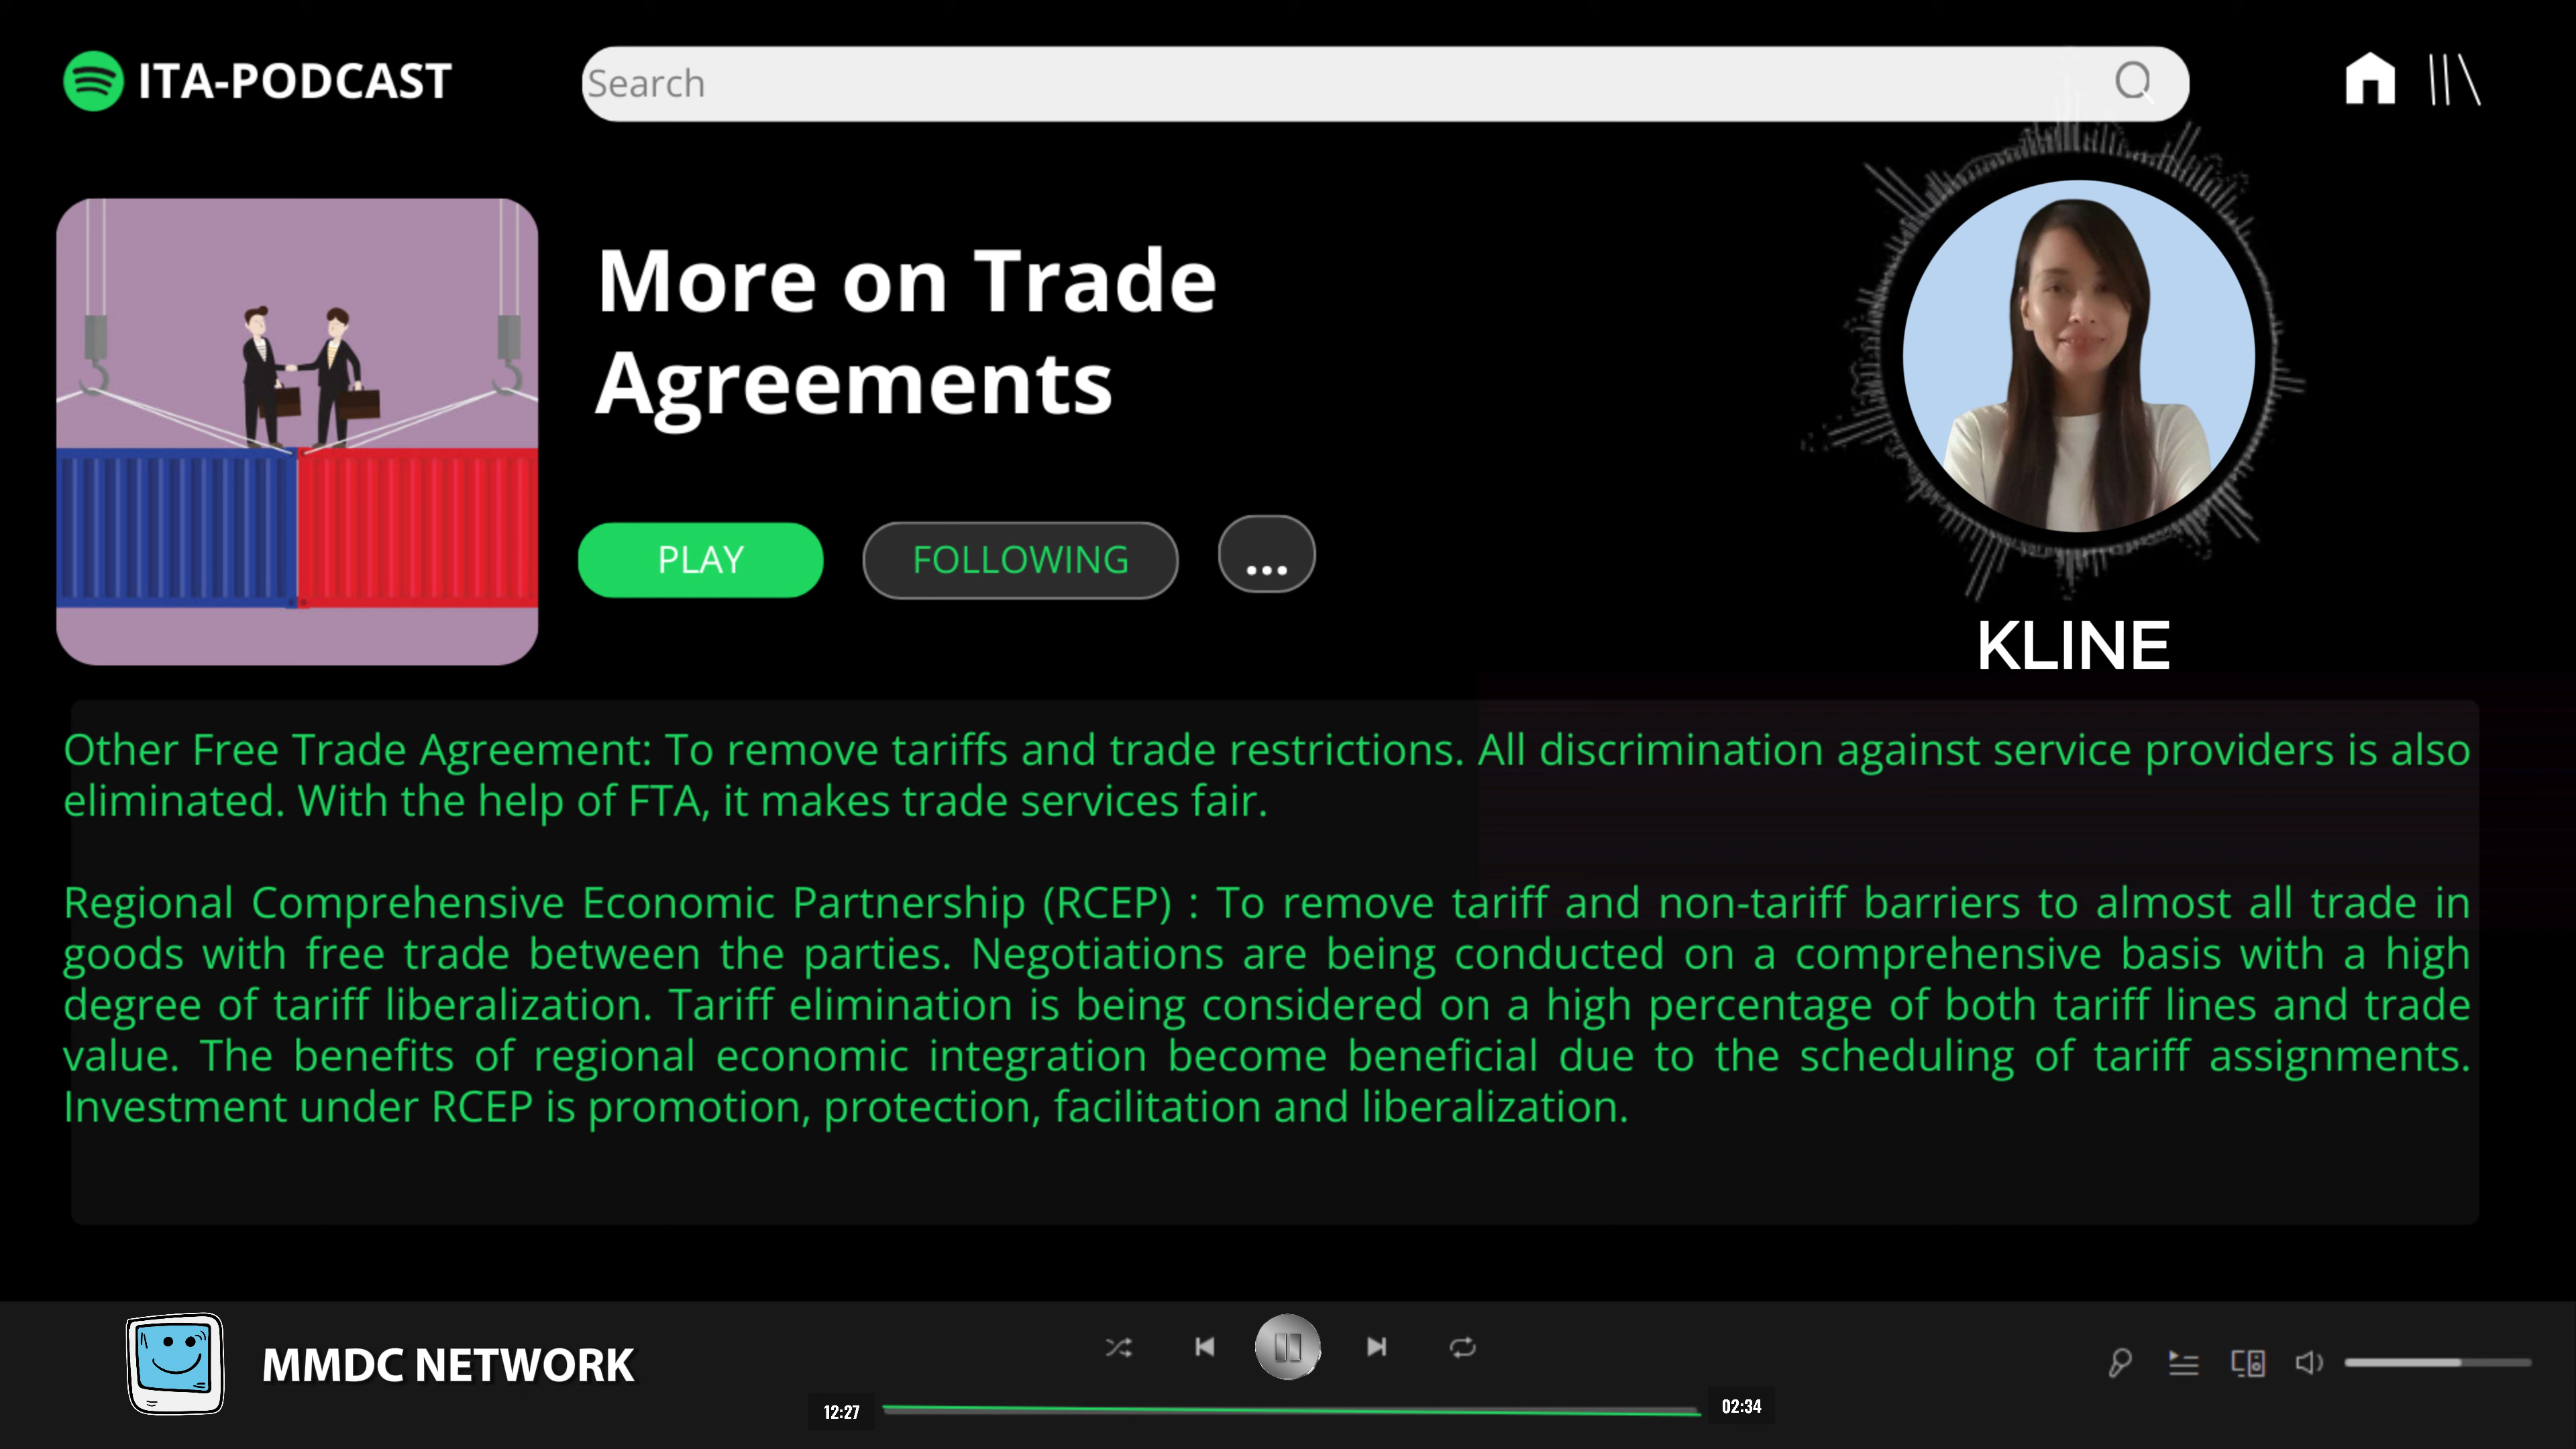 ITA-PODCAST
Search
More on Trade
Agreements
PLAY
FOLLOWING
...
KLINE
Other Free Trade Agreement: To remove tariffs and trade restrictions. All discrimination against service providers is also
eliminated. With the help of FTA, it makes trade services fair.
Regional Comprehensive Economic Partnership (RCEP) : To remove tariff and non-tariff barriers to almost all trade in
goods with free trade between the parties. Negotiations are being conducted on a comprehensive basis with a high
degree of tariff liberalization. Tariff elimination is being considered on a high percentage of both tariff lines and trade
value. The benefits of regional economic integration become beneficial due to the scheduling of tariff assignments.
Investment under RCEP is promotion, protection, facilitation and liberalization.
MMDC NETWORK
12:27
02:34